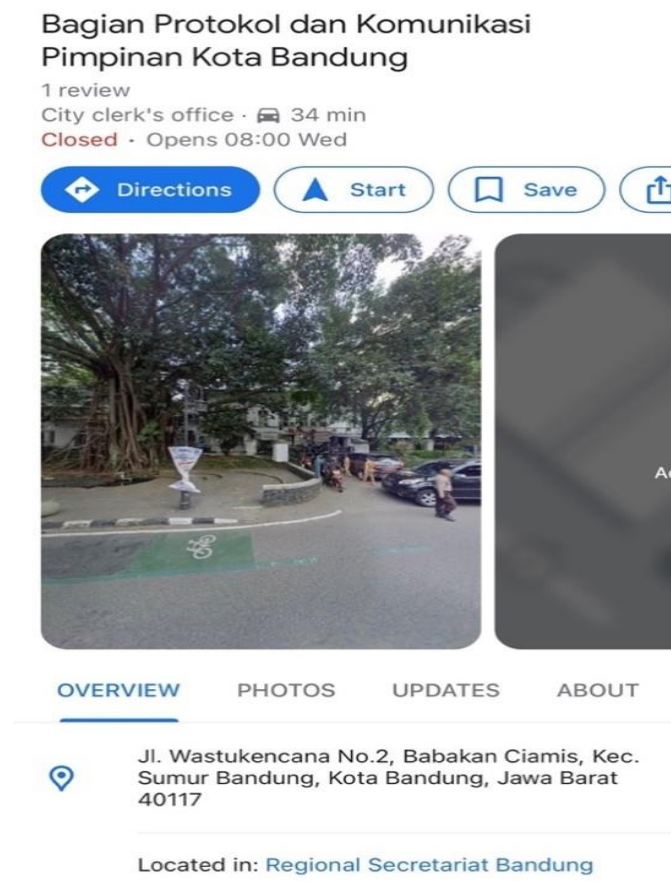 Bagian Protokol dan Komunikasi
Pimpinan Kota Bandung
1 review
City clerk's office · 34 min
Closed · Opens 08:00 Wed
Directions
Start
Save
OVERVIEW
PHOTOS
UPDATES
ABOUT
Jl. Wastukencana No.2, Babakan Ciamis, Kec.
Sumur Bandung, Kota Bandung, Jawa Barat
40117
Located in: Regional Secretariat Bandung